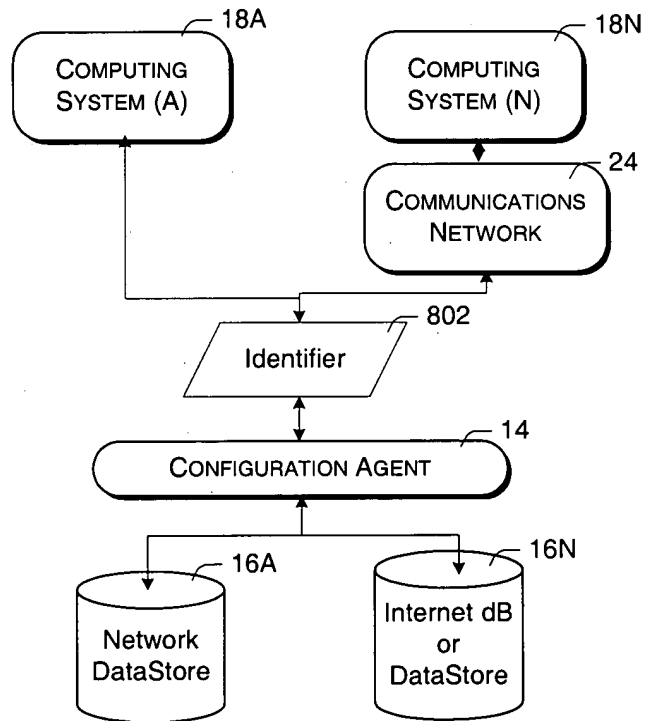 18A
COMPUTING
SYSTEM (A)
18N
COMPUTING
SYSTEM (N)
24
COMMUNICATIONS
NETWORK
802
Identifier
14
CONFIGURATION AGENT
16A
Network
DataStore
16N
Internet dB
or
DataStore